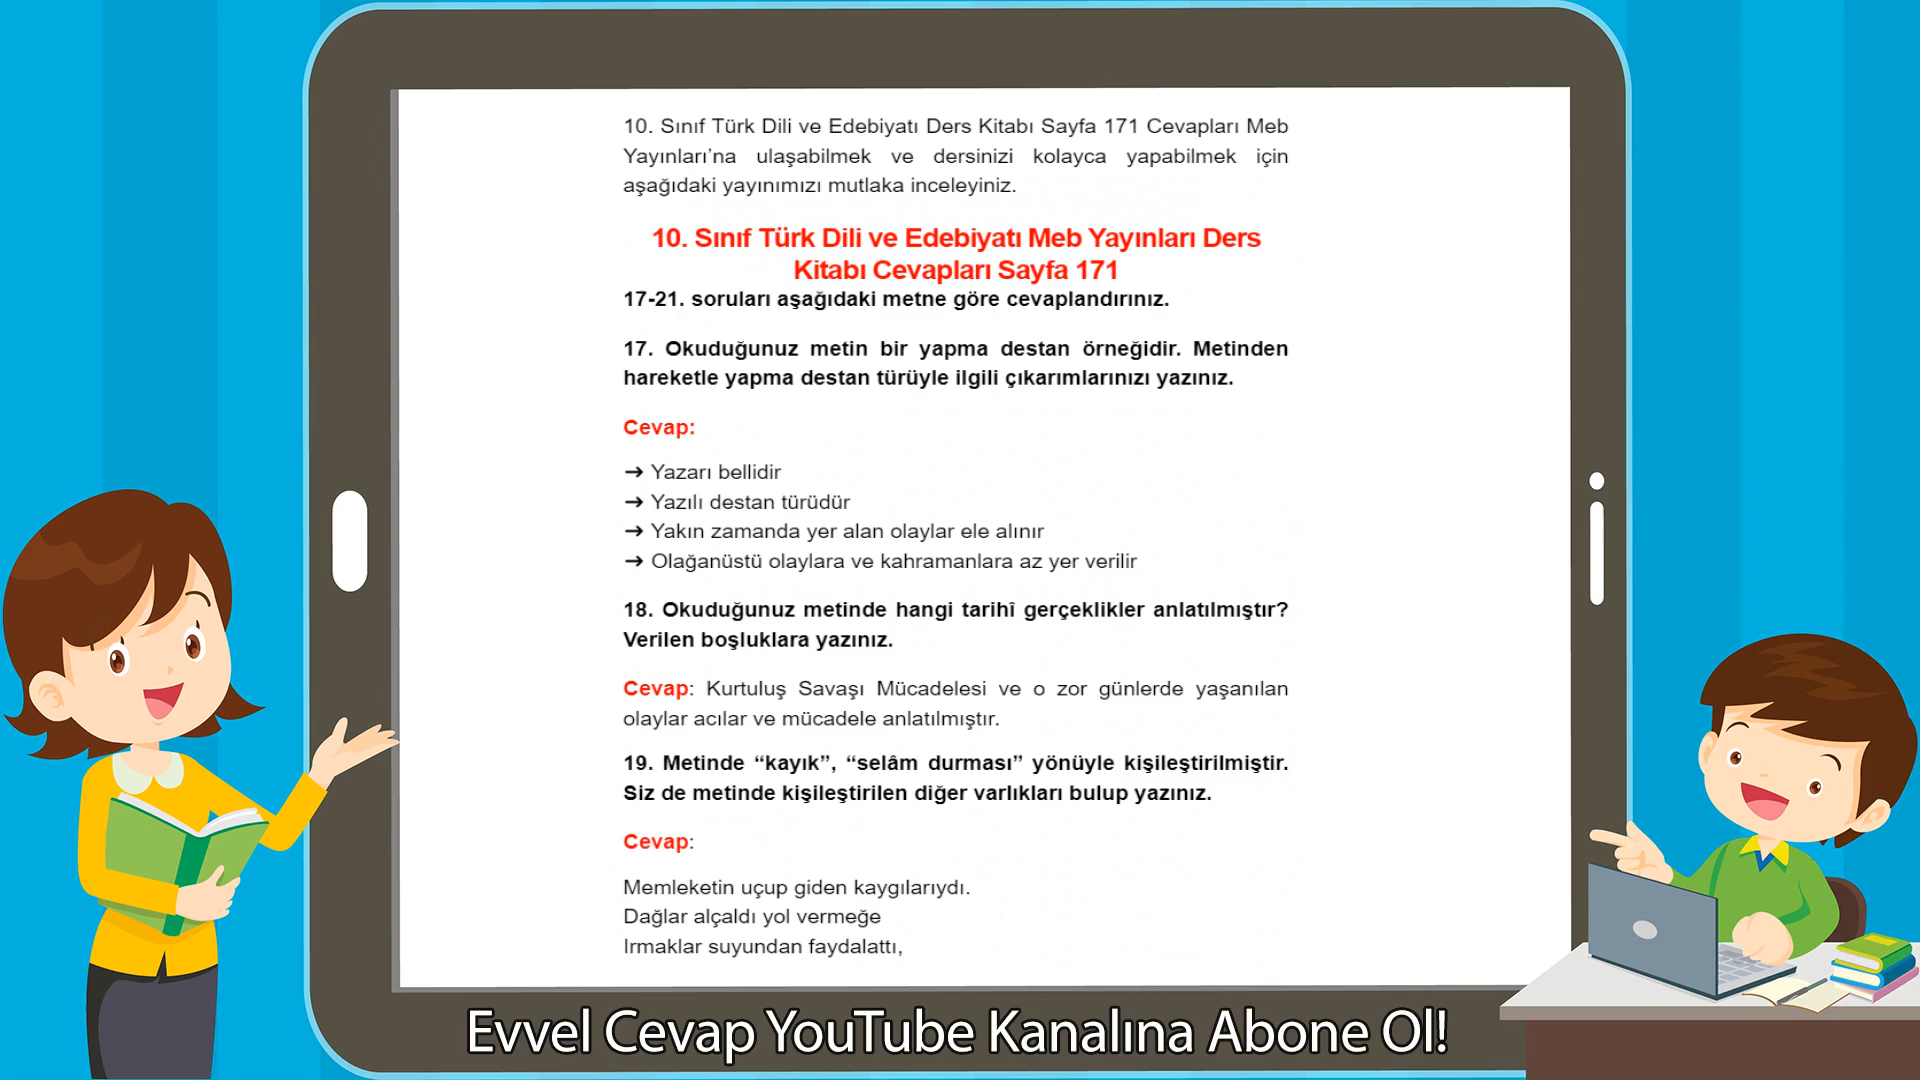 10. Sınıf Türk Dili ve Edebiyatı Ders Kitabı Sayfa 171 Cevapları Meb
Yayınları’na ulaşabilmek ve dersinizi kolayca yapabilmek için
aşağıdaki yayınımızı mutlaka inceleyiniz.
10. Sınıf Türk Dili ve Edebiyatı Meb Yayınları Ders
Kitabı Cevapları Sayfa 171
17-21. soruları aşağıdaki metne göre cevaplandırınız.
17. Okuduğunuz metin bir yapma destan örneğidir. Metinden
hareketle yapma destan türüyle ilgili çıkarımlarınızı yazınız.
Cevap:
➙ Yazarı bellidir
➙ Yazılı destan türüdür
➙ Yakın zamanda yer alan olaylar ele alınır
➙ Olağanüstü olaylara ve kahramanlara az yer verilir
18. Okuduğunuz metinde hangi tarihî gerçeklikler anlatılmıştır?
Verilen boşluklara yazınız.
Cevap: Kurtuluş Savaşı Mücadelesi ve o zor günlerde yaşanılan
olaylar acılar ve mücadele anlatılmıştır.
19. Metinde “kayık”, “selâm durması” yönüyle kişileştirilmiştir.
Siz de metinde kişileştirilen diğer varlıkları bulup yazınız.
Cevap:
Memleketin uçup giden kaygılarıydı.
Dağlar alçaldı yol vermeğe
Irmaklar suyundan faydalattı,
Evvel Cevap YouTube Kanalına Abone Ol!